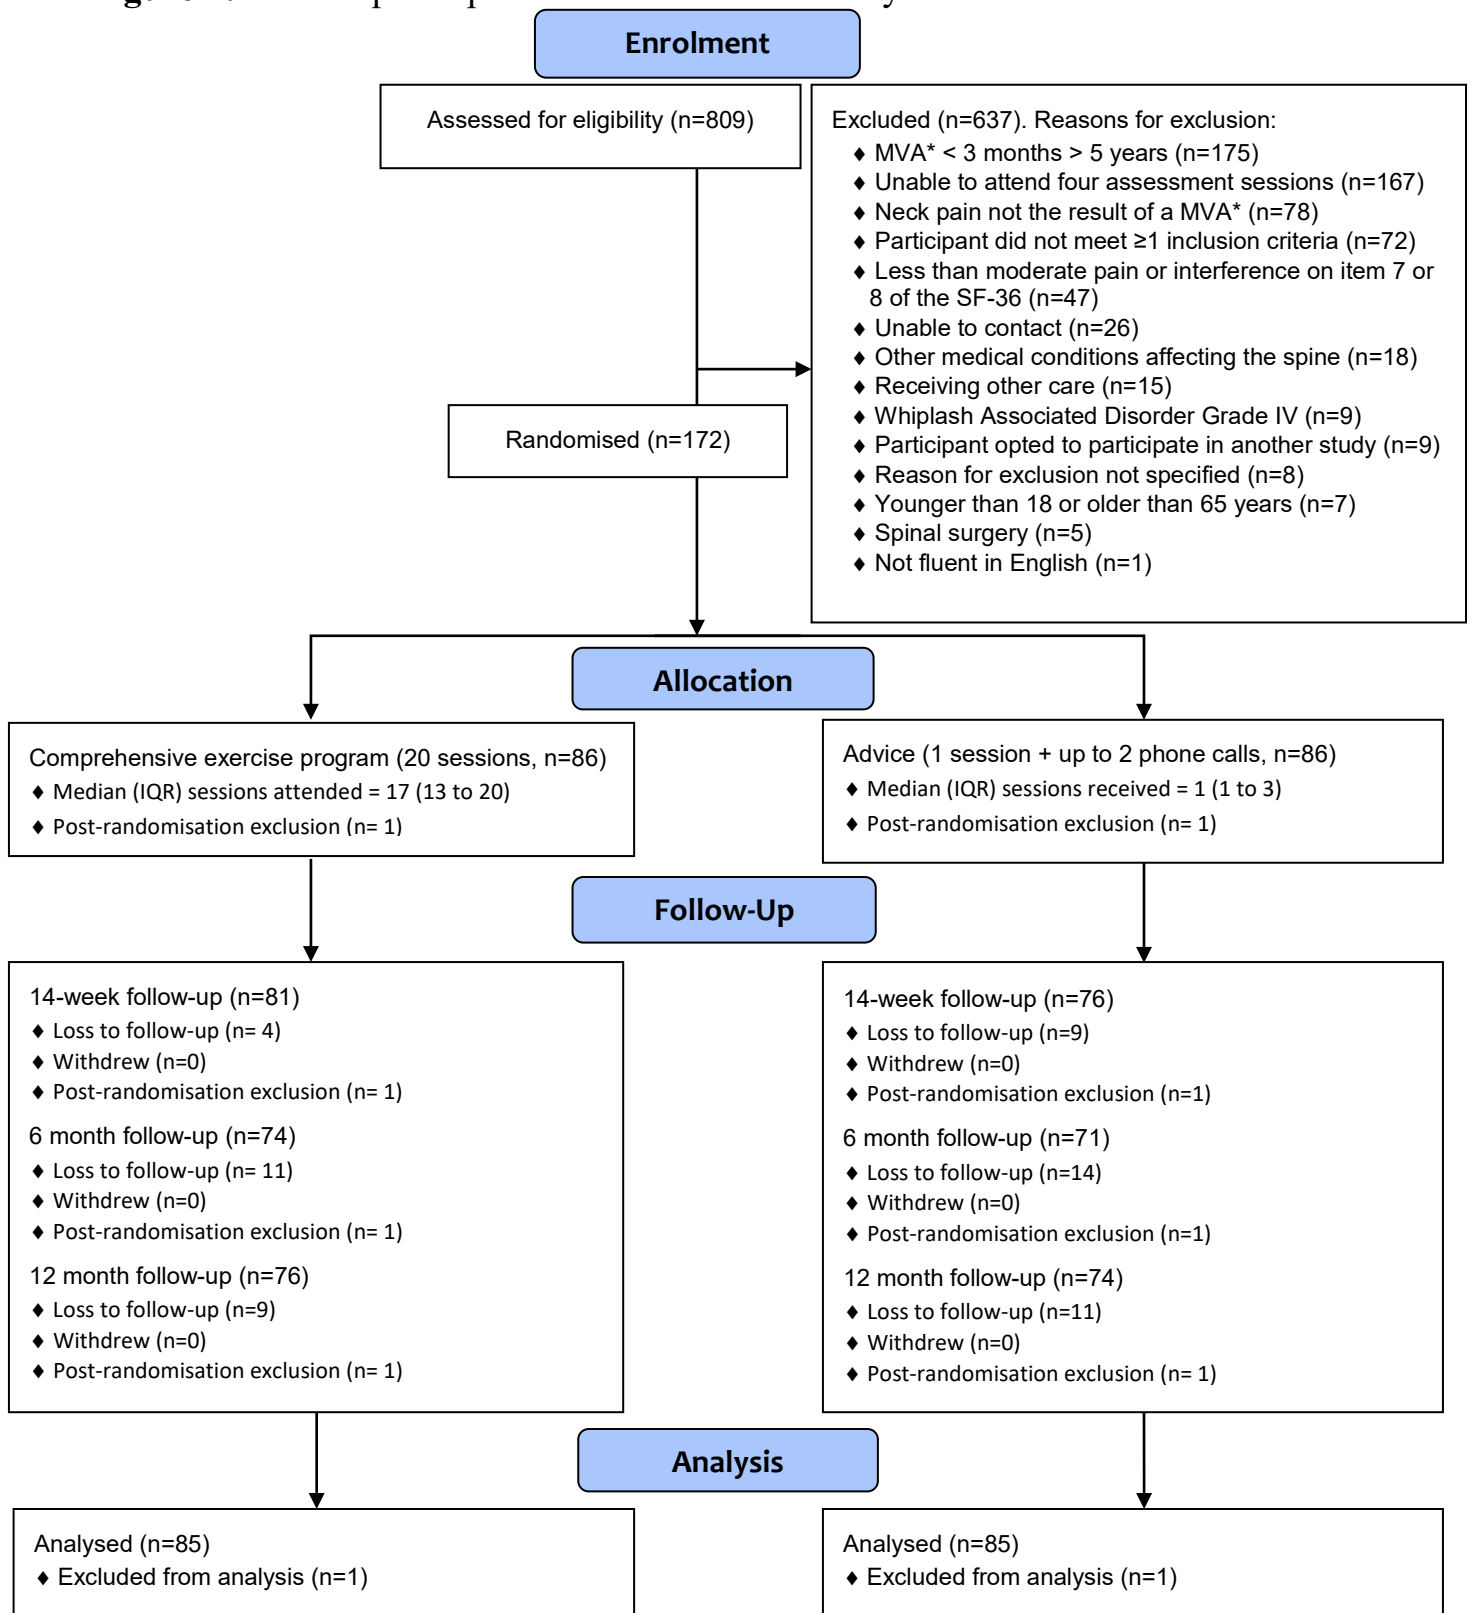 Enrolment
Assessed for eligibility (n=809)
Excluded (n=637). Reasons for exclusion:
♦ MVA* < 3 months > 5 years (n=175)
♦ Unable to attend four assessment sessions (n=167)
♦ Neck pain not the result of a MVA* (n=78)
♦ Participant did not meet ≥1 inclusion criteria (n=72)
♦ Less than moderate pain or interference on item 7 or
8 of the SF-36 (n=47)
♦ Unable to contact (n=26)
♦ Other medical conditions affecting the spine (n=18)
♦ Receiving other care (n=15)
♦ Whiplash Associated Disorder Grade IV (n=9)
♦ Participant opted to participate in another study (n=9)
♦ Reason for exclusion not specified (n=8)
♦ Younger than 18 or older than 65 years (n=7)
♦ Spinal surgery (n=5)
♦ Not fluent in English (n=1)
Randomised (n=172)
Allocation
Comprehensive exercise program (20 sessions, n=86)
♦ Median (IQR) sessions attended = 17 (13 to 20)
♦ Post-randomisation exclusion (n= 1)
Advice (1 session + up to 2 phone calls, n=86)
♦ Median (IQR) sessions received = 1 (1 to 3)
♦ Post-randomisation exclusion (n= 1)
Follow-Up
14-week follow-up (n=81)
♦ Loss to follow-up (n= 4)
♦ Withdrew (n=0)
♦ Post-randomisation exclusion (n= 1)
6 month follow-up (n=74)
♦ Loss to follow-up (n= 11)
♦ Withdrew (n=0)
♦ Post-randomisation exclusion (n= 1)
12 month follow-up (n=76)
♦ Loss to follow-up (n=9)
♦ Withdrew (n=0)
♦ Post-randomisation exclusion (n= 1)
14-week follow-up (n=76)
♦ Loss to follow-up (n=9)
♦ Withdrew (n=0)
♦ Post-randomisation exclusion (n=1)
6 month follow-up (n=71)
♦ Loss to follow-up (n=14)
♦ Withdrew (n=0)
♦ Post-randomisation exclusion (n=1)
12 month follow-up (n=74)
♦ Loss to follow-up (n=11)
♦ Withdrew (n=0)
♦ Post-randomisation exclusion (n= 1)
Analysis
Analysed (n=85)
♦ Excluded from analysis (n=1)
Analysed (n=85)
♦ Excluded from analysis (n=1)